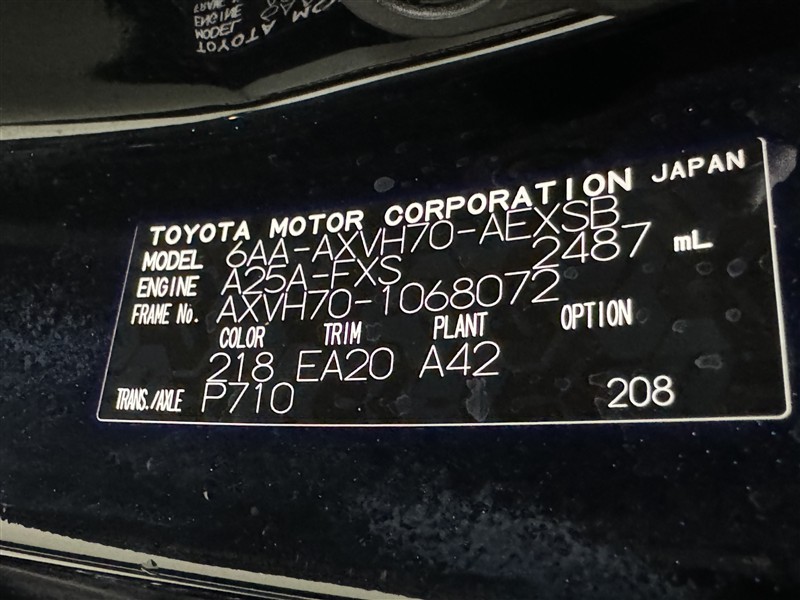 TOYOTA MOTOR CORPORATION JAPAN
MODEL 6AA-AXVH70-AEXSB
ENGINE A25A-FXS 2487 mL
FRAME No. AXVH70-1068072
COLOR TRIM PLANT OPTION
218 EA20 A42
TRANS./AXLE P710 208